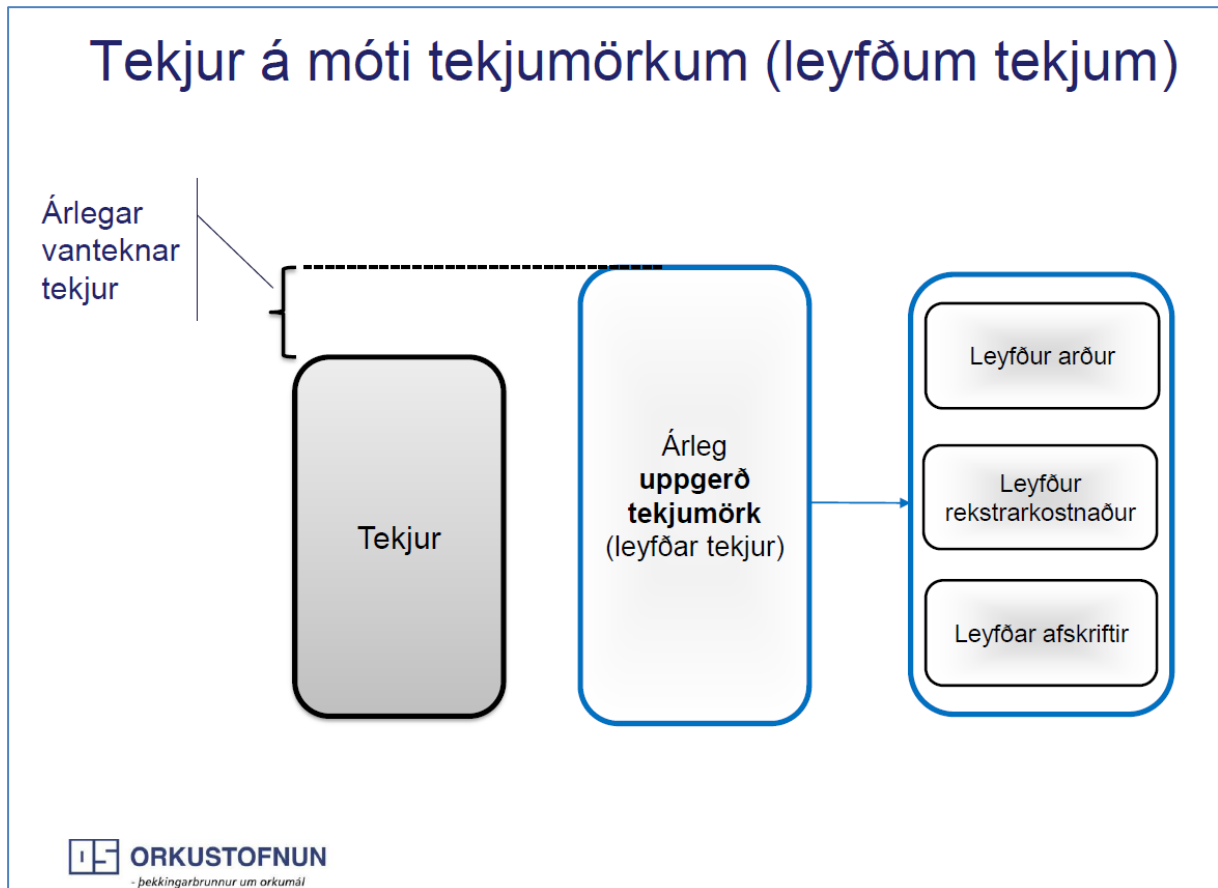 Tekjur á móti tekjumörkum (leyfðum tekjum)
Árlegar
vanteknar
tekjur
Tekjur
Árleg
uppgerð
tekjumörk
(leyfðar tekjur)
Leyfður arður
Leyfður
rekstrarkostnaður
Leyfðar afskriftir
OS ORKUSTOFNUN
- þekkingarbrunnur um orkumál